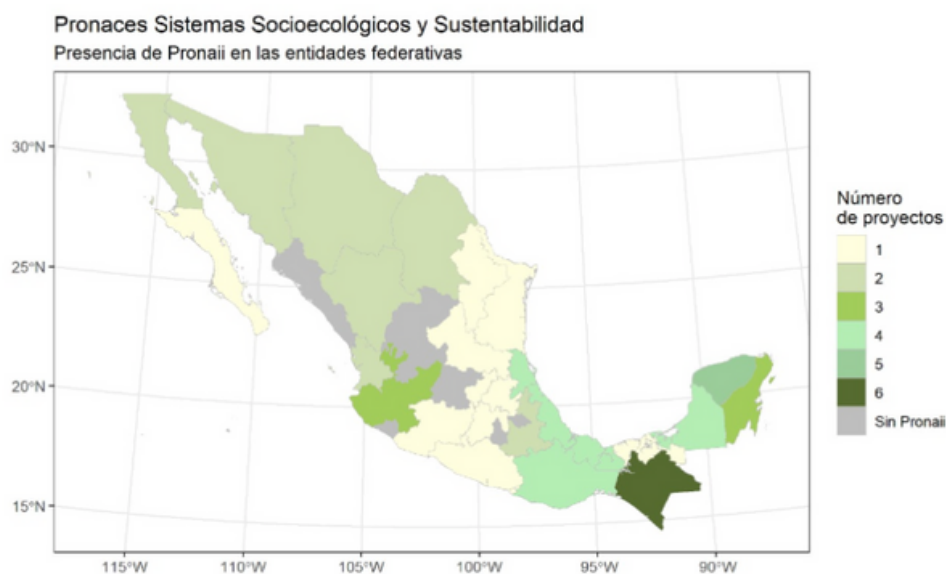 Pronaces Sistemas Socioecológicos y Sustentabilidad
Presencia de Pronaii en las entidades federativas
30°N
25°N
20°N
15°N
115°W
110°W
105°W
100°W
95°W
90°W
Número
de proyectos
1
2
3
4
5
6
Sin Pronaii